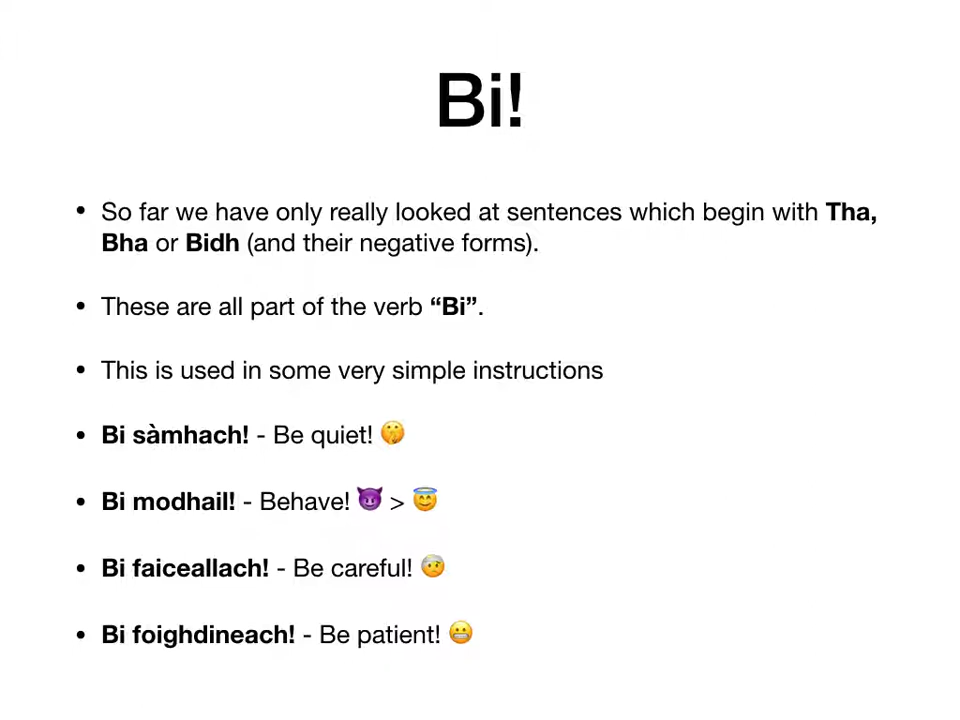 Bi!
• So far we have only really looked at sentences which begin with Tha,
Bha or Bidh (and their negative forms).
• These are all part of the verb “Bi”.
• This is used in some very simple instructions
• Bi sàmhach! - Be quiet! 🤫
• Bi modhail! - Behave! 😈 > 😇
• Bi faiceallach! - Be careful! 🤕
• Bi foighdineach! - Be patient! 😬